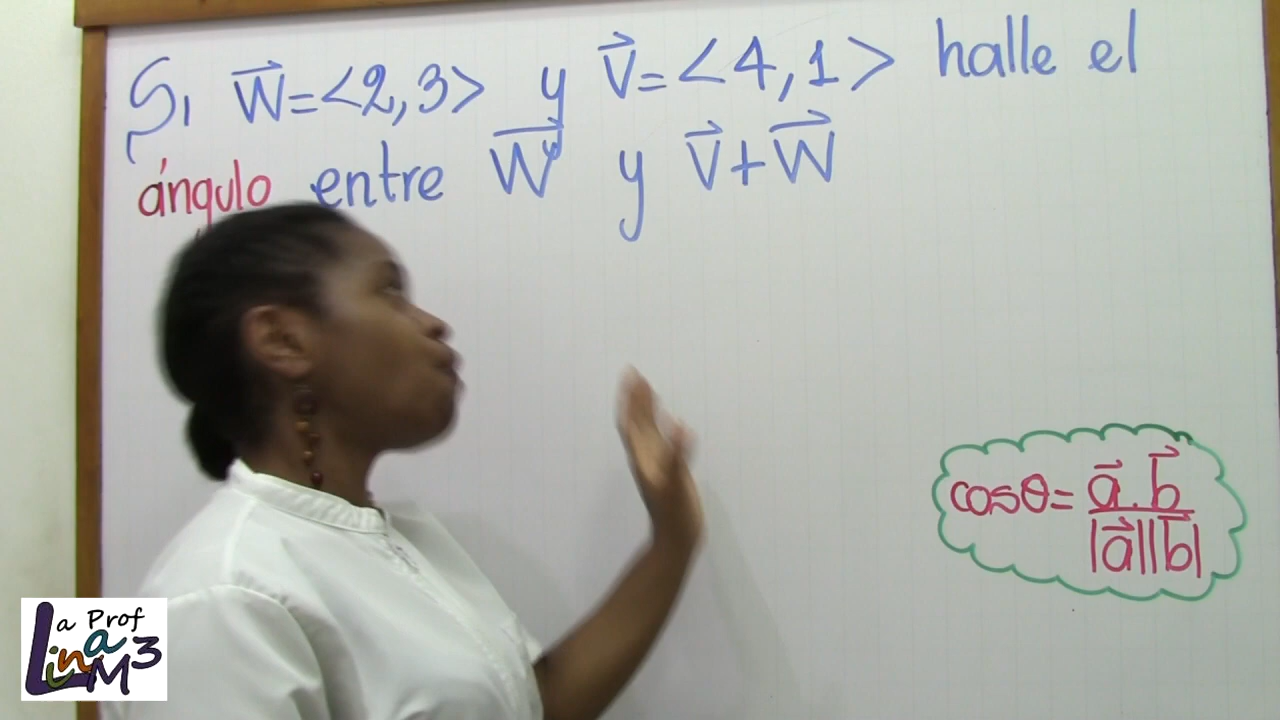 Si W⃗=<2,3> y V⃗=<4,1> halle el
ángulo entre W⃗ y V⃗+W⃗
cosθ= a⃗.b⃗
|a⃗||b⃗|
La Prof
Lina M3